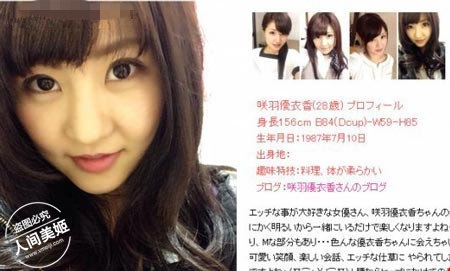 咲羽優衣香(28歳) プロフィール
身長156cm B84(Dcup)-W59-H85
生年月日:1987年7月10
出身地:
趣味特技:料理、体が柔らかい
ブログ:咲羽優衣香さんのブログ
エッチな事が大好きな女優さん、咲羽優衣香ちゃんの
にかく明るいから一緒にいるだけで楽しくなりますよね
り、Mな部分もあり・・・色んな優衣香ちゃんに会えちゃい
可愛い笑顔、楽しい会話、エッチな仕草に やられてしま
盗图必究
人间美姬
www.vmeiji.com